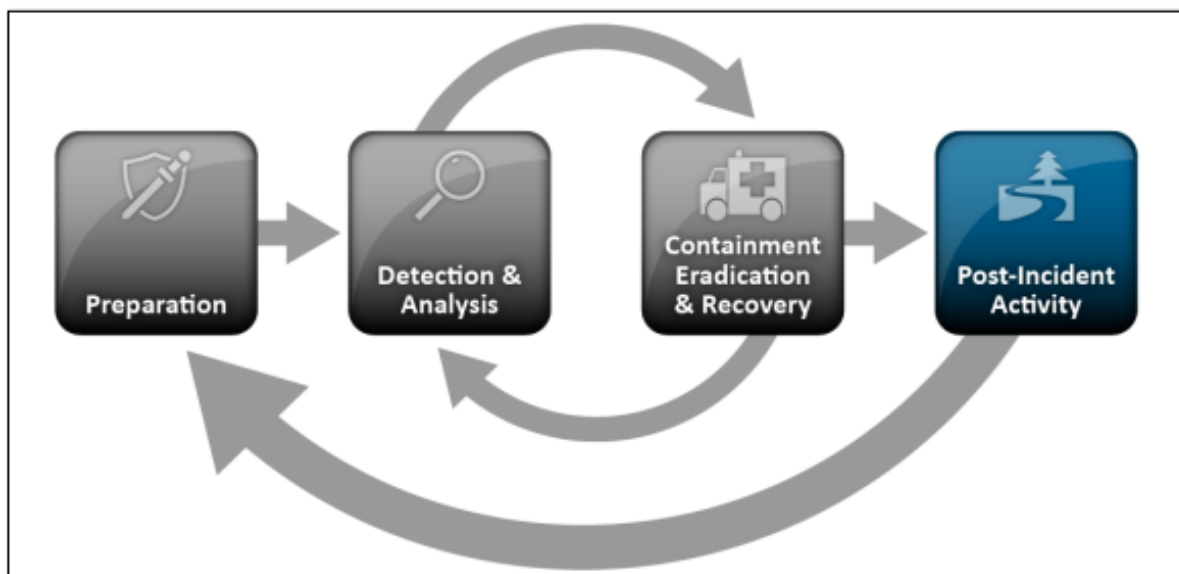 Preparation
Detection &
Analysis
Containment
Eradication
& Recovery
Post-Incident
Activity